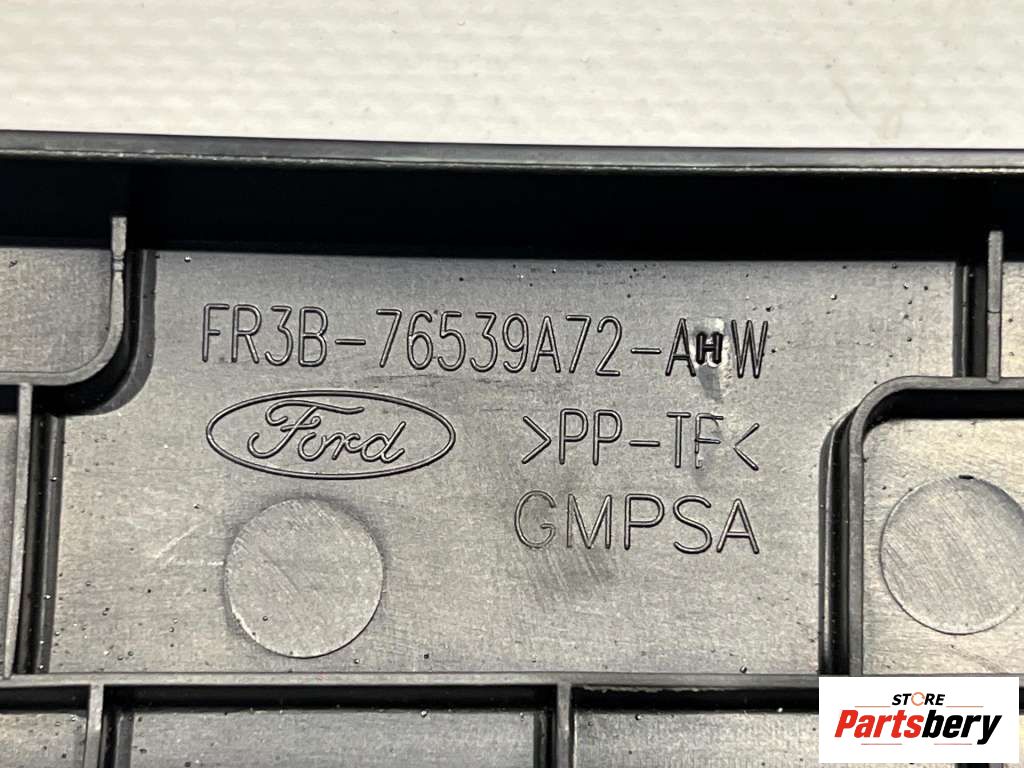 FR3B-76539A72-AHW
Ford
>PP-TF<
GMPSA
STORE
Partsbery